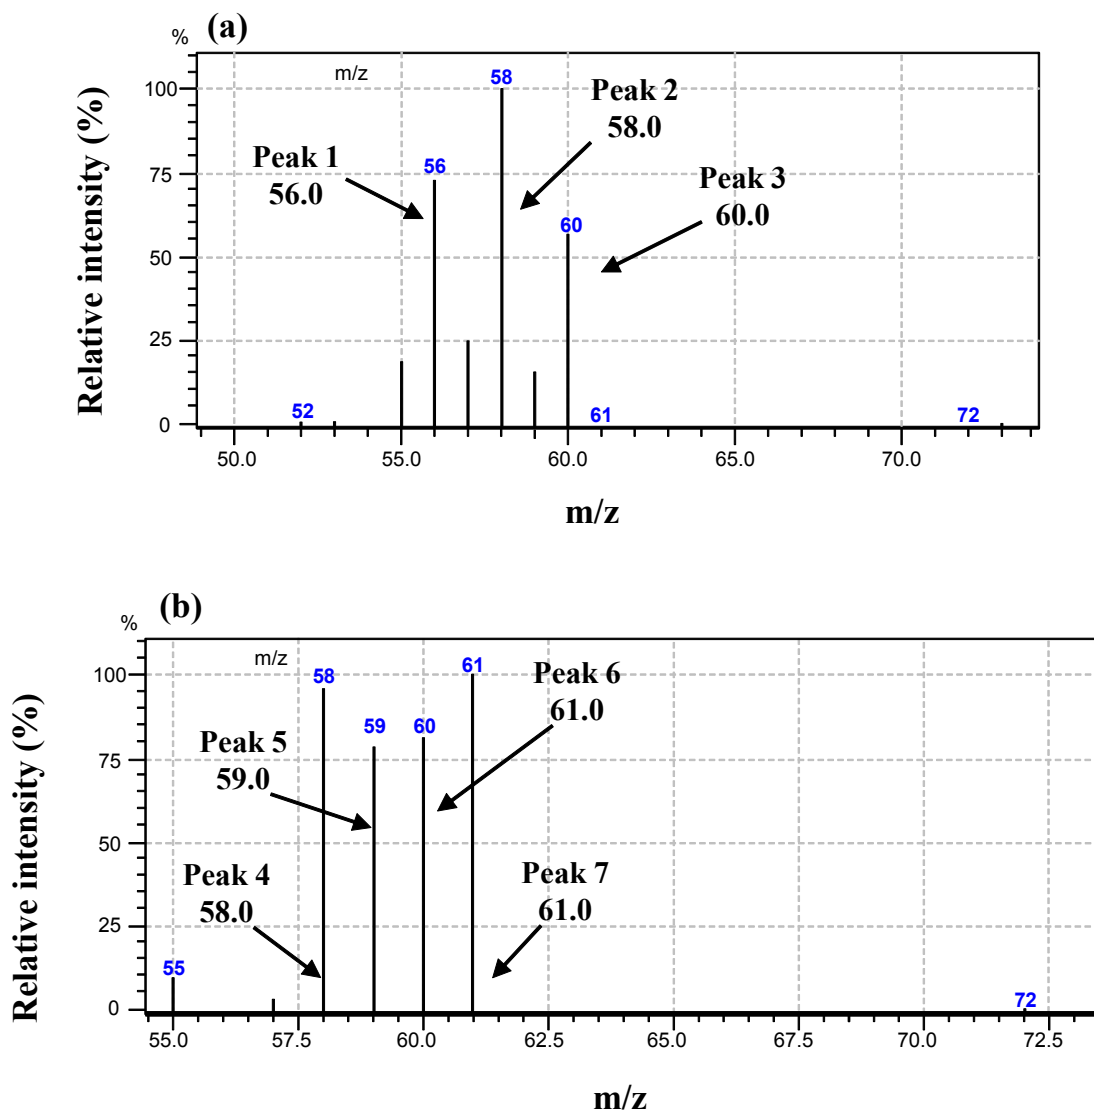 (a)
%
m/z
Relative intensity (%)
100
75
50
25
0
52
56
58
60
61
72
Peak 1
56.0
Peak 2
58.0
Peak 3
60.0
50.0 55.0 60.0 65.0 70.0
m/z
(b)
%
m/z
Relative intensity (%)
100
75
50
25
0
55
58
59
60
61
72
Peak 4
58.0
Peak 5
59.0
Peak 6
61.0
Peak 7
61.0
55.0 57.5 60.0 62.5 65.0 67.5 70.0 72.5
m/z